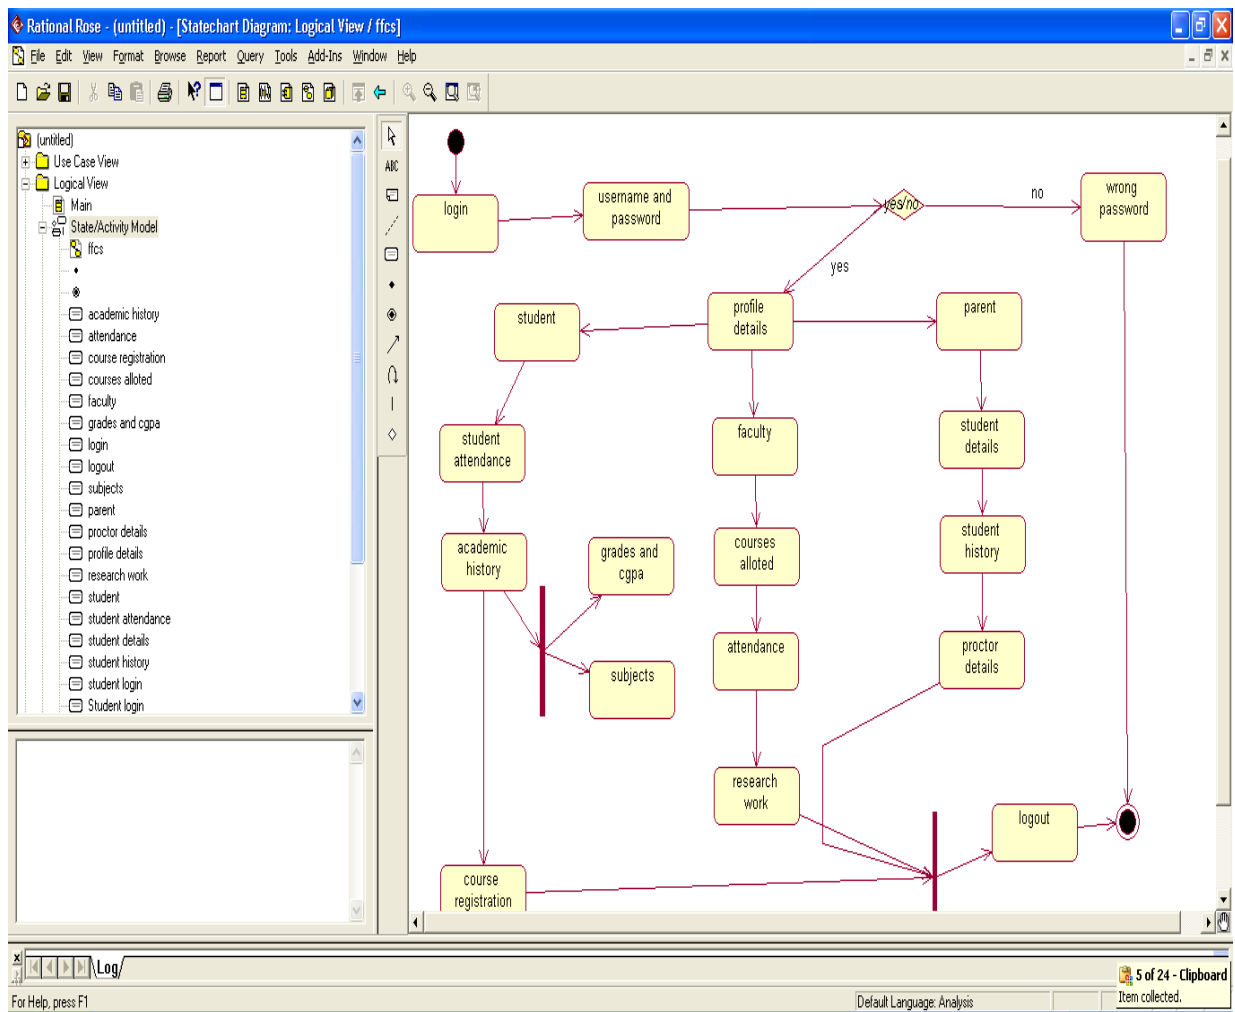 Rational Rose - (untitled) - [Statechart Diagram: Logical View / ffcs]
File Edit View Format Browse Report Query Tools Add-Ins Window Help
(untitled)
Use Case View
Logical View
Main
State/Activity Model
ffcs
academic history
attendance
course registration
courses alloted
faculty
grades and cgpa
login
logout
subjects
parent
proctor details
profile details
research work
student
student attendance
student details
student history
student login
Student login
ABC
login
username and
password
yes/no
no
wrong
password
yes
student
profile
details
parent
student
attendance
faculty
student
details
academic
history
grades and
cgpa
courses
alloted
student
history
subjects
attendance
proctor
details
research
work
logout
course
registration
Log
5 of 24 - Clipboard
Item collected.
For Help, press F1
Default Language: Analysis